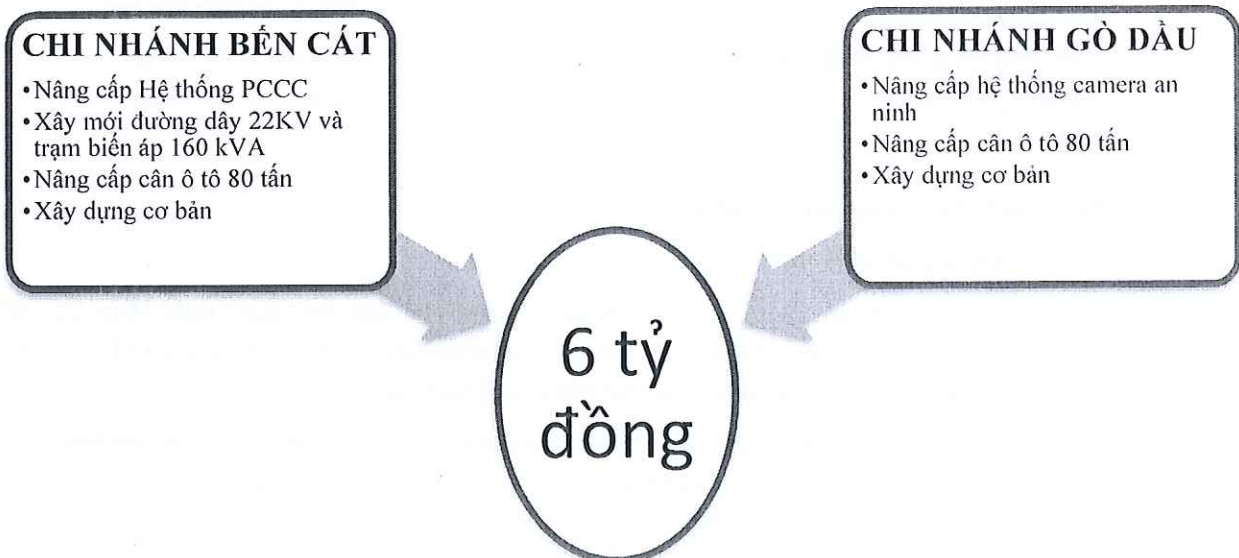 CHI NHÁNH BẾN CÁT
•Nâng cấp Hệ thống PCCC
•Xây mới đường dây 22KV và
trạm biến áp 160 kVA
•Nâng cấp cân ô tô 80 tấn
•Xây dựng cơ bản
CHI NHÁNH GÒ DẦU
•Nâng cấp hệ thống camera an
ninh
•Nâng cấp cân ô tô 80 tấn
•Xây dựng cơ bản
6 tỷ
đồng